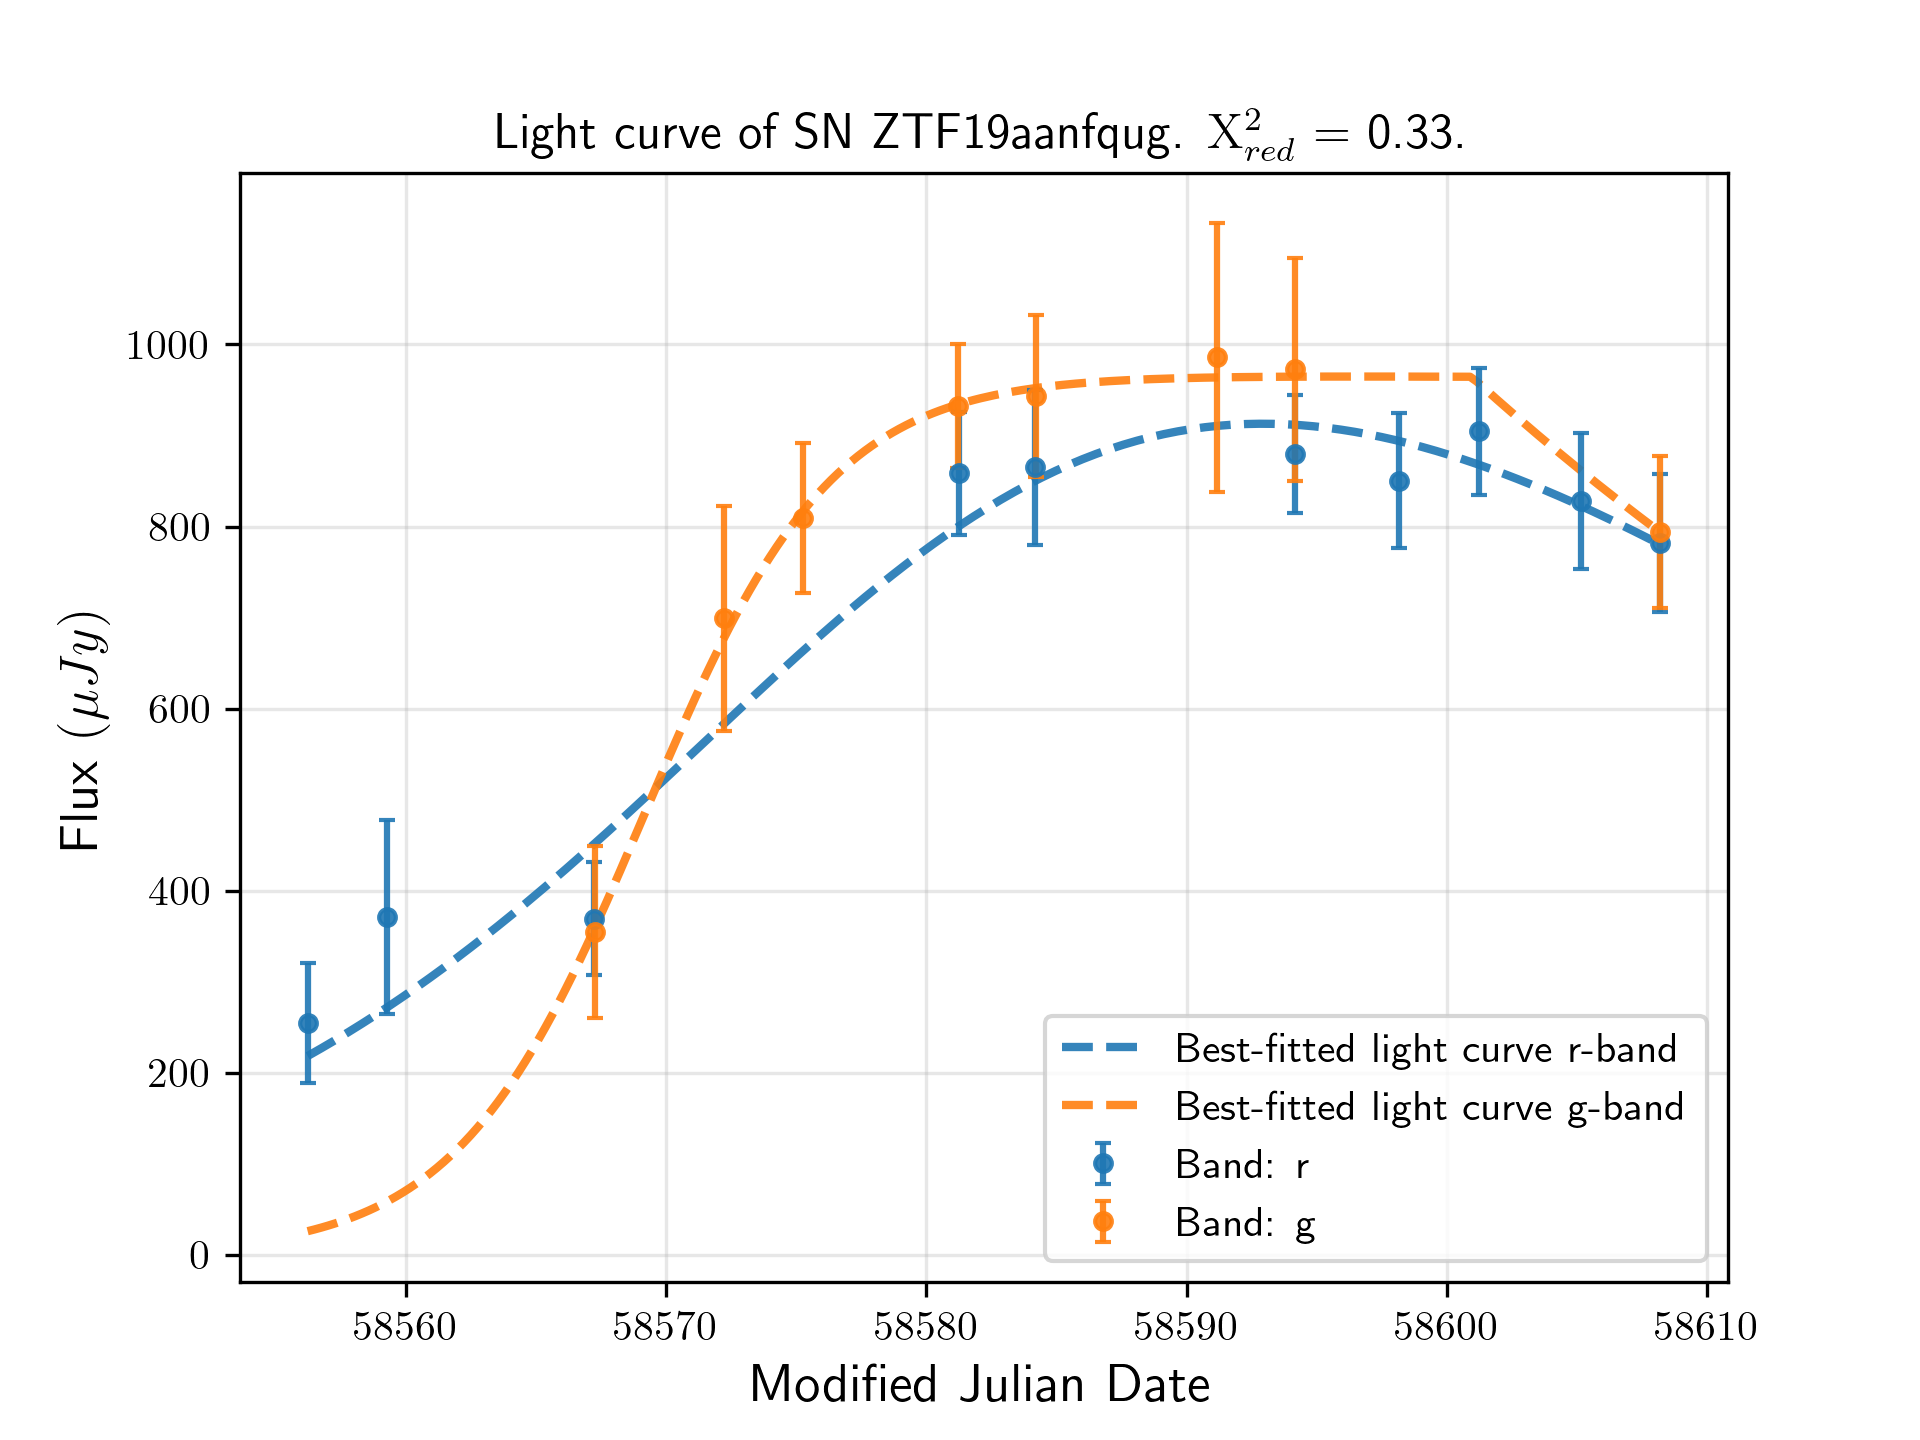 Light curve of SN ZTF19aanfqug. X²_red = 0.33.
1000
800
600
400
200
0
Flux (μJy)
58560 58570 58580 58590 58600 58610
Modified Julian Date
Best-fitted light curve r-band
Best-fitted light curve g-band
Band: r
Band: g